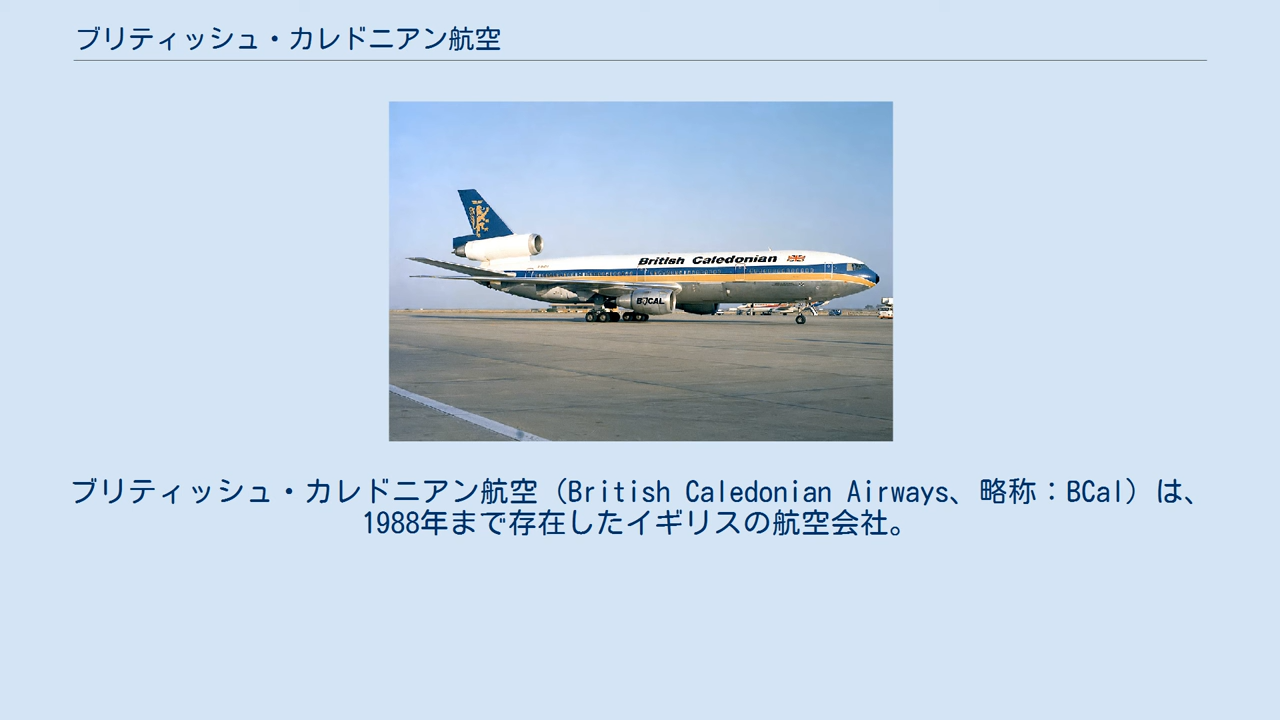 ブリティッシュ・カレドニアン航空
British Caledonian
B♘CAL
ブリティッシュ・カレドニアン航空（British Caledonian Airways、略称：BCal）は、
1988年まで存在したイギリスの航空会社。